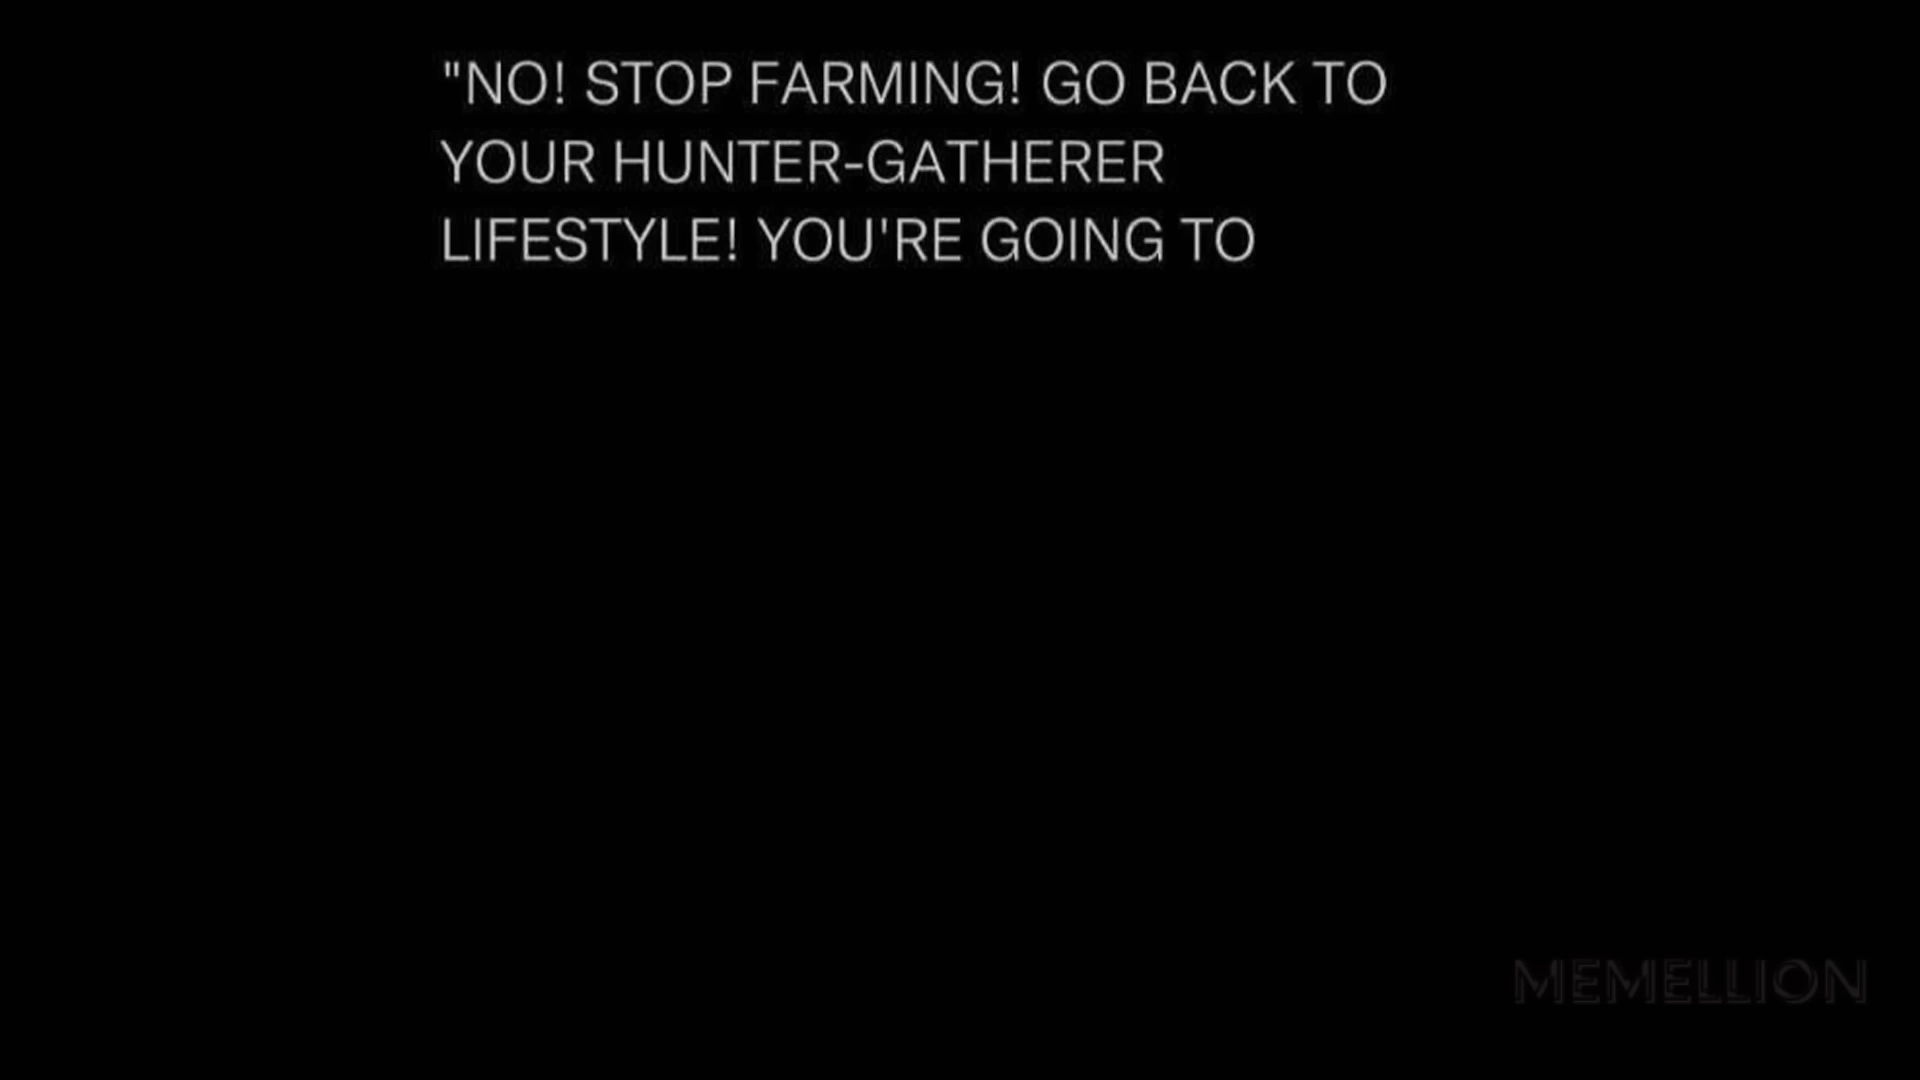 "NO! STOP FARMING! GO BACK TO
YOUR HUNTER-GATHERER
LIFESTYLE! YOU'RE GOING TO
MEMELLION